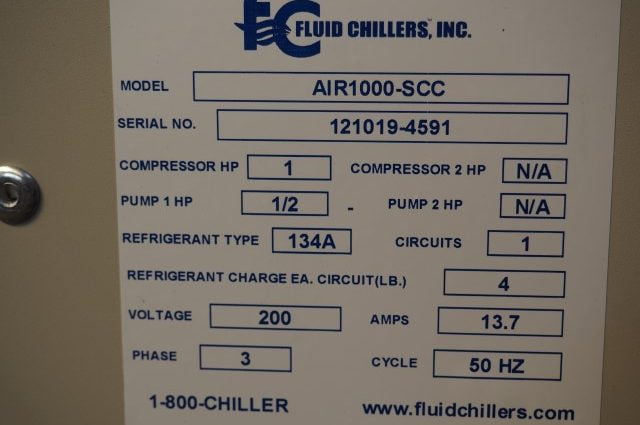 FC FLUID CHILLERS, INC.
MODEL AIR1000-SCC
SERIAL NO. 121019-4591
COMPRESSOR HP 1 COMPRESSOR 2 HP N/A
PUMP 1 HP 1/2 - PUMP 2 HP N/A
REFRIGERANT TYPE 134A CIRCUITS 1
REFRIGERANT CHARGE EA. CIRCUIT(LB.) 4
VOLTAGE 200 AMPS 13.7
PHASE 3 CYCLE 50 HZ
1-800-CHILLER www.fluidchillers.com